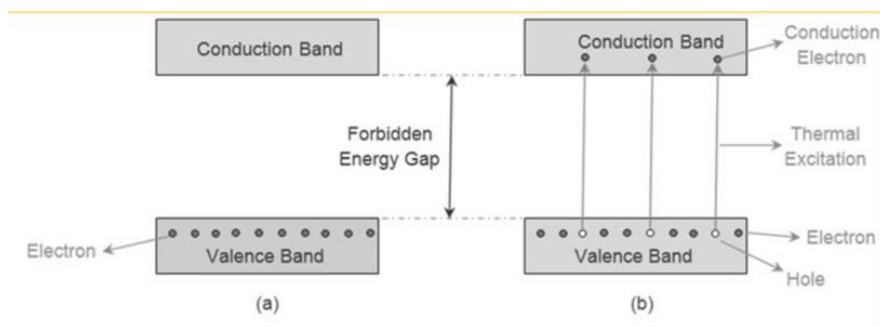 Conduction Band
Forbidden
Energy Gap
Electron
Valence Band
(a)
Conduction Band
Conduction
Electron
Thermal
Excitation
Electron
Valence Band
Hole
(b)